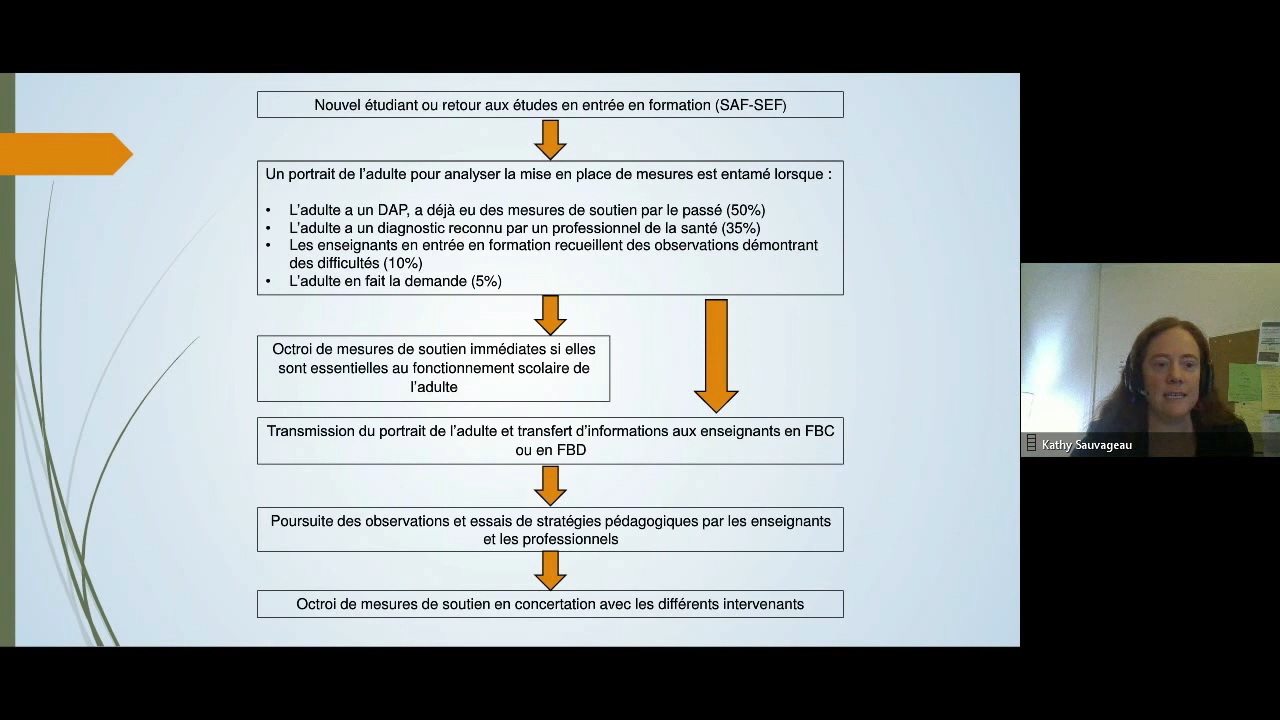 Nouvel étudiant ou retour aux études en entrée en formation (SAF-SEF)
Un portrait de l’adulte pour analyser la mise en place de mesures est entamé lorsque :
• L’adulte a un DAP, a déjà eu des mesures de soutien par le passé (50%)
• L’adulte a un diagnostic reconnu par un professionnel de la santé (35%)
• Les enseignants en entrée en formation recueillent des observations démontrant
des difficultés (10%)
• L’adulte en fait la demande (5%)
Octroi de mesures de soutien immédiates si elles
sont essentielles au fonctionnement scolaire de
l’adulte
Transmission du portrait de l’adulte et transfert d’informations aux enseignants en FBC
ou en FBD
Poursuite des observations et essais de stratégies pédagogiques par les enseignants
et les professionnels
Octroi de mesures de soutien en concertation avec les différents intervenants
Kathy Sauvageau